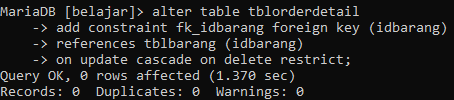 MariaDB [belajar]> alter table tblorderdetail
    -> add constraint fk_idbarang foreign key (idbarang)
    -> references tblbarang (idbarang)
    -> on update cascade on delete restrict;
Query OK, 0 rows affected (1.370 sec)
Records: 0  Duplicates: 0  Warnings: 0